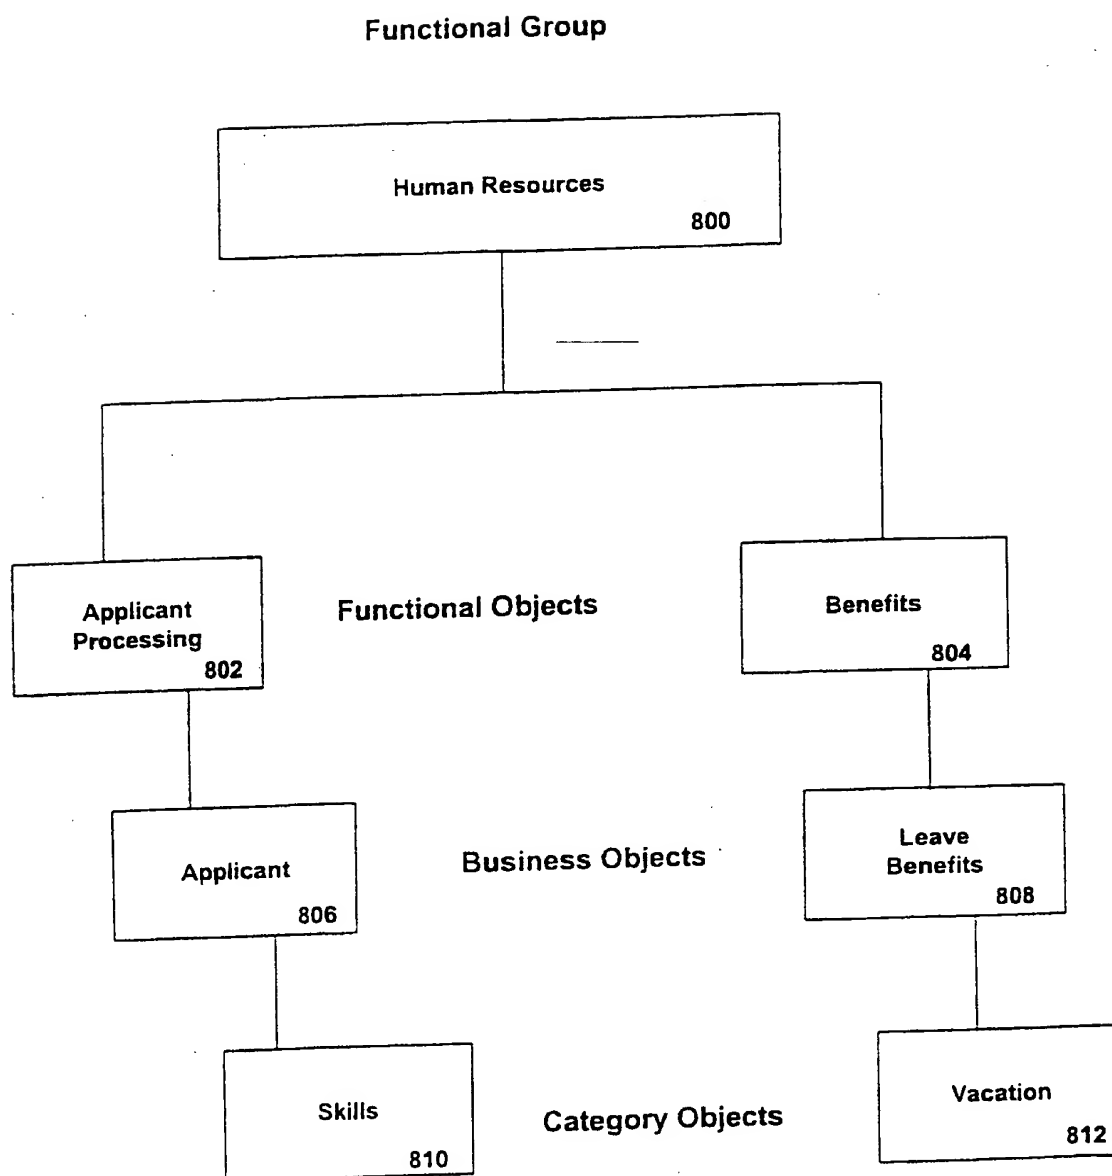 Functional Group
Human Resources
800
Applicant
Processing
802
Functional Objects
Benefits
804
Applicant
806
Business Objects
Leave
Benefits
808
Skills
810
Category Objects
Vacation
812